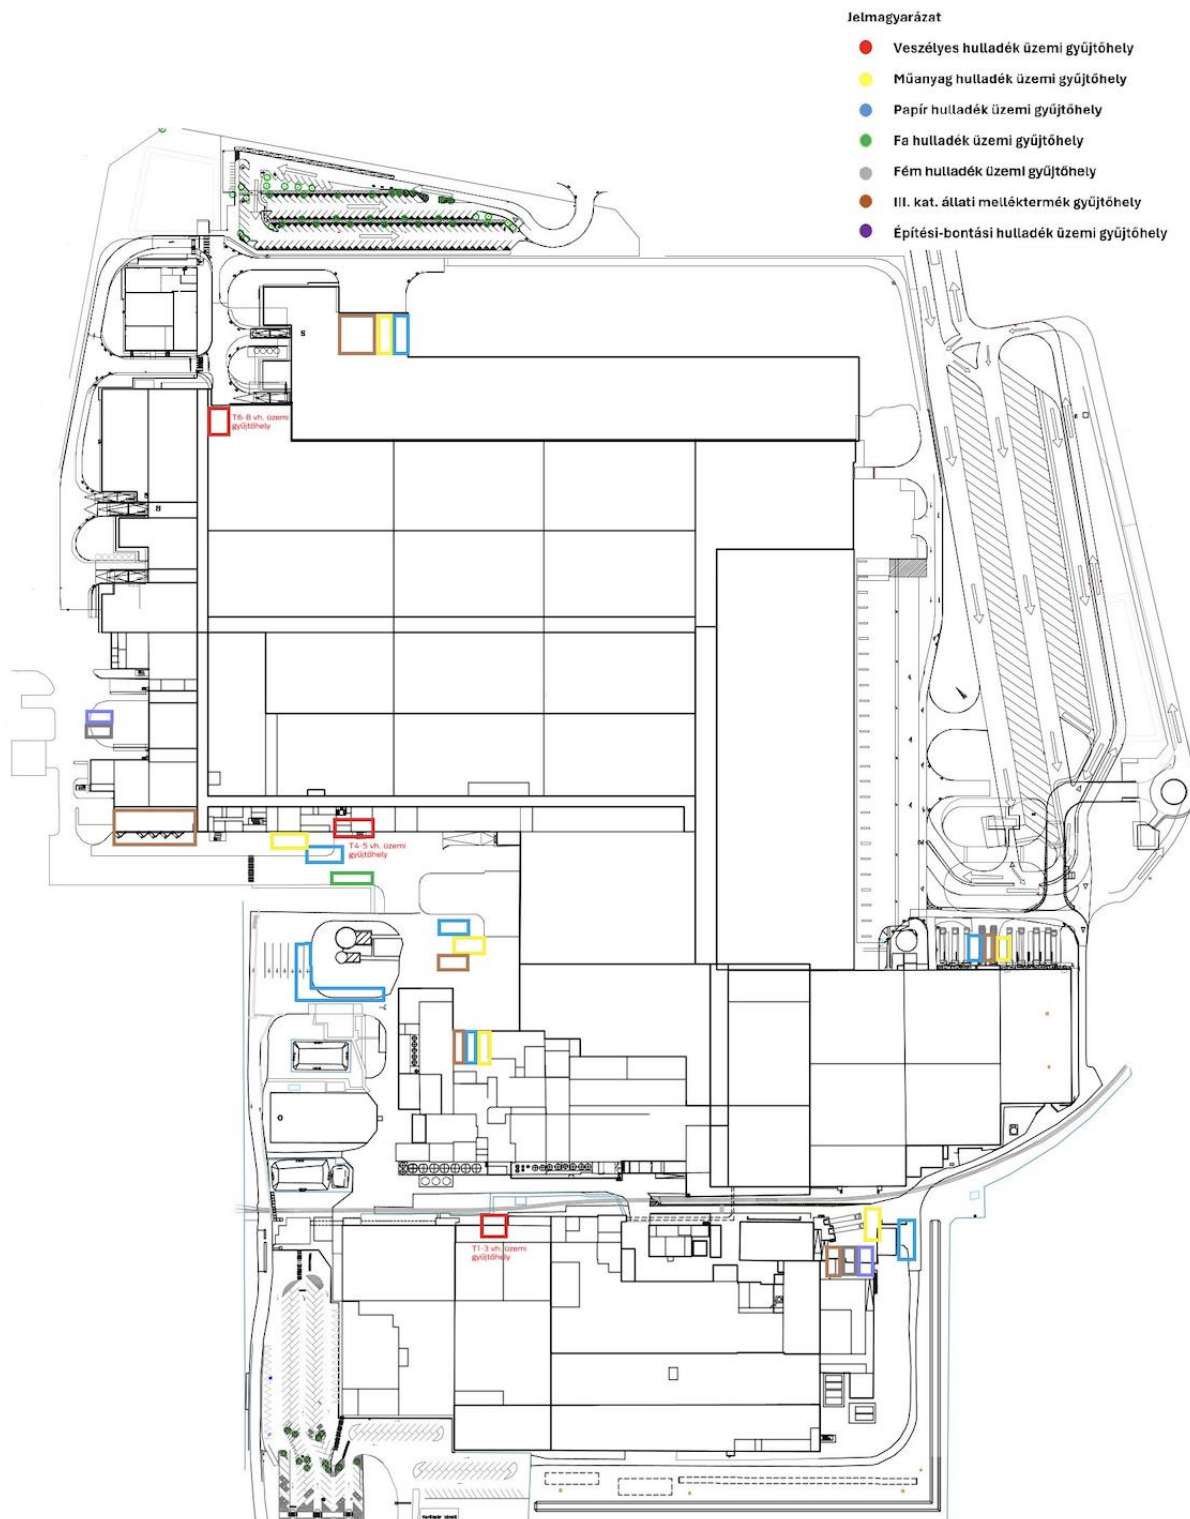 Jelmagyarázat
Veszélyes hulladék üzemi gyűjtőhely
Műanyag hulladék üzemi gyűjtőhely
Papír hulladék üzemi gyűjtőhely
Fa hulladék üzemi gyűjtőhely
Fém hulladék üzemi gyűjtőhely
III. kat. állati melléktermék gyűjtőhely
Építési-bontási hulladék üzemi gyűjtőhely
T6-8 vh. üzemi
gyűjtőhely
T4-5 vh. üzemi
gyűjtőhely
T1-3 vh. üzemi
gyűjtőhely